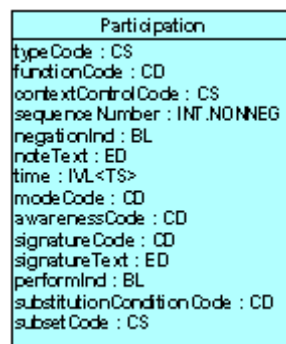 Participation
typeCode : CS
functionCode : CD
contextControlCode : CS
sequenceNumber : INT.NONNEG
negationInd : BL
noteText : ED
time : IVL<TS>
modeCode : CD
awarenessCode : CD
signatureCode : CD
signatureText : ED
performInd : BL
substitutionConditionCode : CD
subsetCode : CS